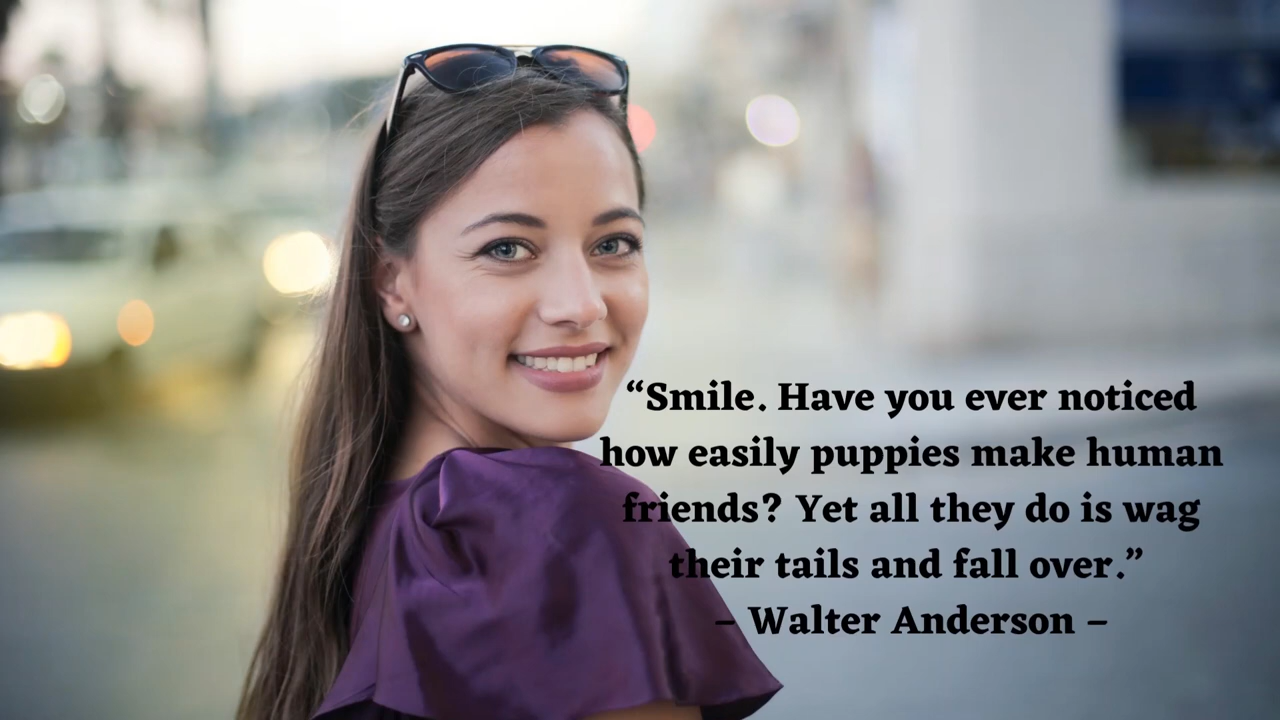 “Smile. Have you ever noticed
how easily puppies make human
friends? Yet all they do is wag
their tails and fall over.”
– Walter Anderson –